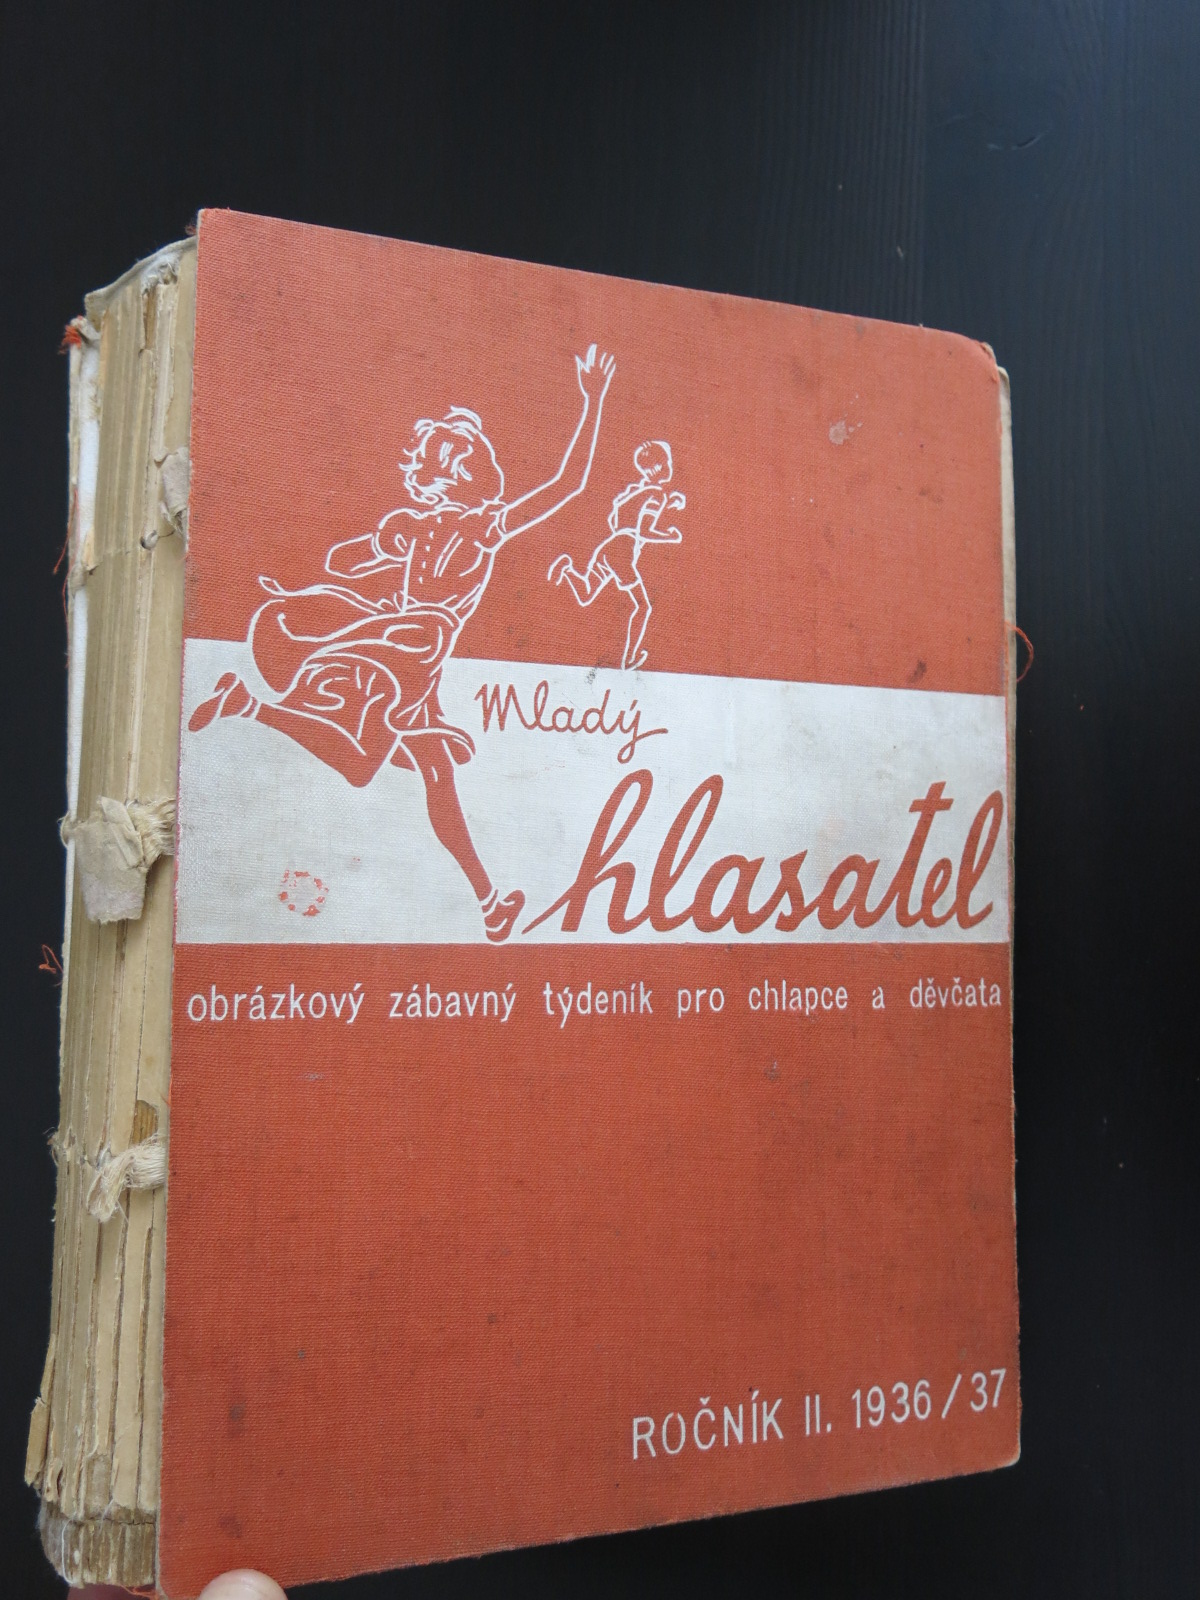 Mladý
hlasatel
obrázkový zábavný týdeník pro chlapce a děvčata
ROČNÍK II. 1936/37